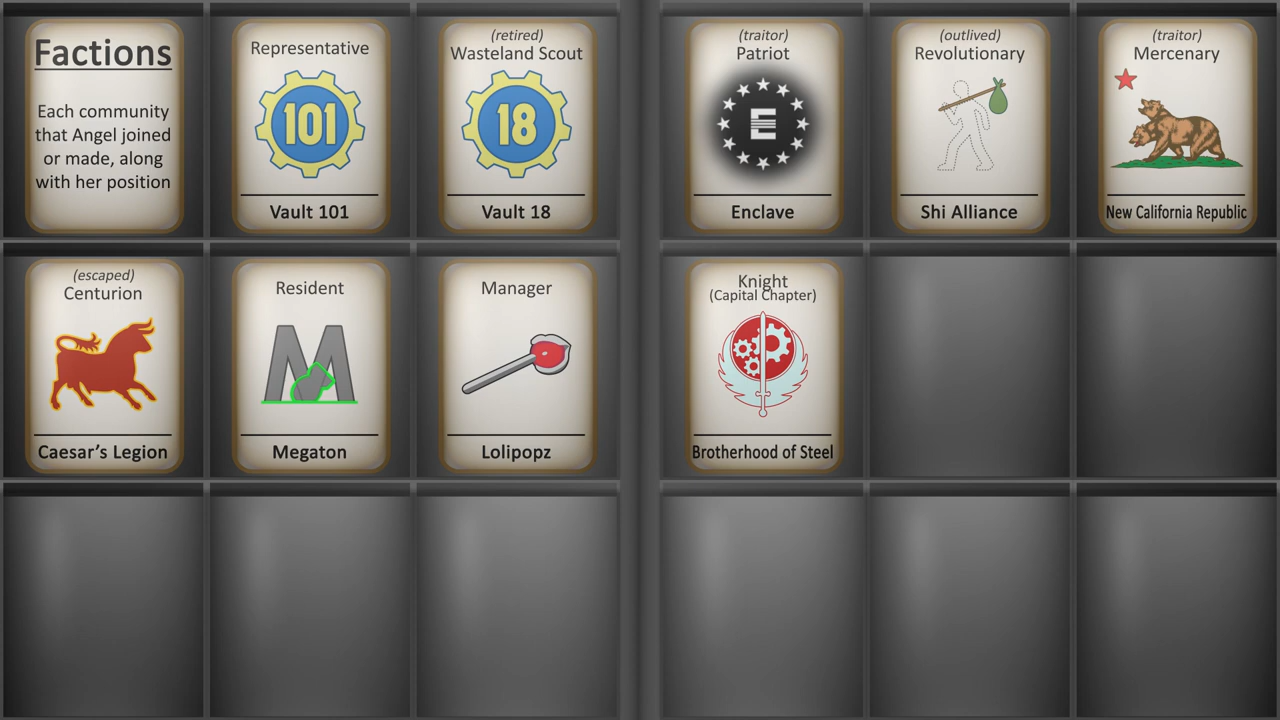 Factions
Each community
that Angel joined
or made, along
with her position
Representative
101
Vault 101
(retired)
Wasteland Scout
18
Vault 18
(traitor)
Patriot
E
Enclave
(outlived)
Revolutionary
Shi Alliance
(traitor)
Mercenary
New California Republic
(escaped)
Centurion
Caesar's Legion
Resident
M
Megaton
Manager
Lolipopz
Knight
(Capital Chapter)
Brotherhood of Steel